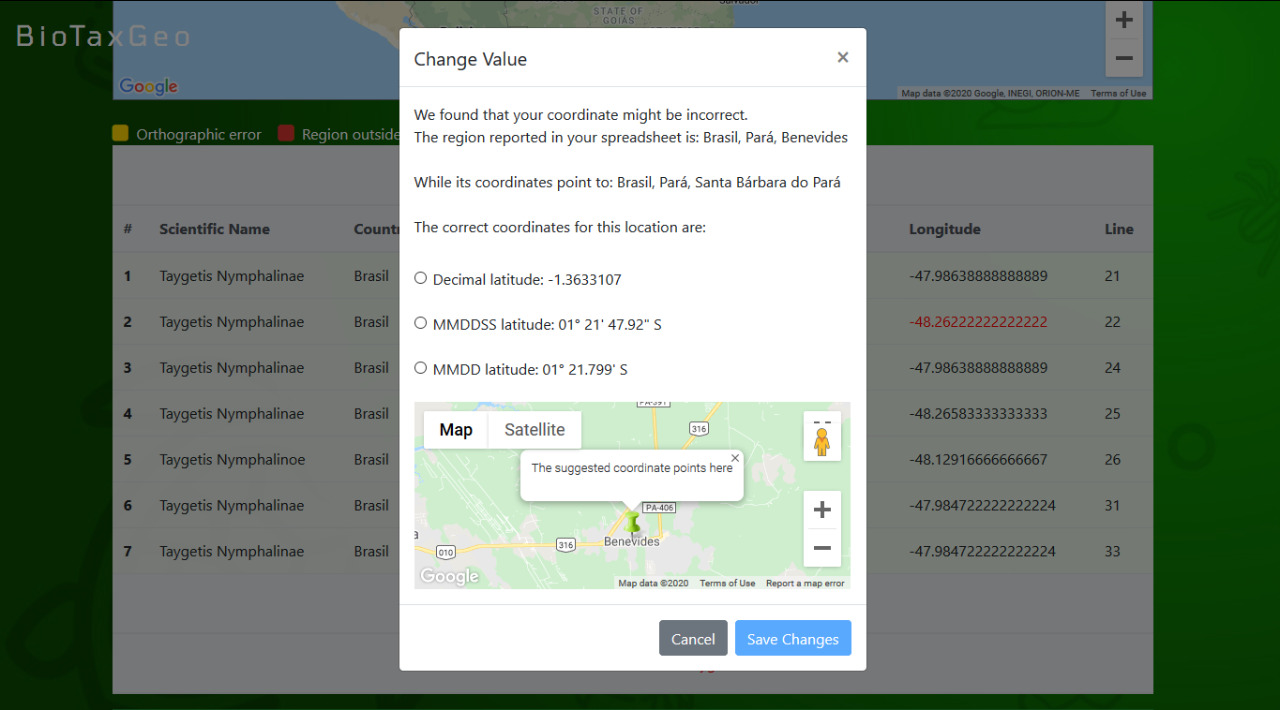 Salvador
STATE OF
GOIÁS
BioTaxGeo
Google
Map data ©2020 Google, INEGI, ORION-ME Terms of Use
Orthographic error Region outside
Change Value ×
We found that your coordinate might be incorrect.
The region reported in your spreadsheet is: Brasil, Pará, Benevides
While its coordinates point to: Brasil, Pará, Santa Bárbara do Pará
The correct coordinates for this location are:
Decimal latitude: -1.3633107
MMDDSS latitude: 01° 21' 47.92" S
MMDD latitude: 01° 21.799' S
PA-391
Map Satellite
316
The suggested coordinate points here ×
PA-406
Benevides
010 316
Google
Map data ©2020 Terms of Use Report a map error
Cancel Save Changes
# Scientific Name Count Longitude Line
1 Taygetis Nymphalinae Brasil -47.98638888888889 21
2 Taygetis Nymphalinae Brasil -48.26222222222222 22
3 Taygetis Nymphalinae Brasil -47.98638888888889 24
4 Taygetis Nymphalinae Brasil -48.26583333333333 25
5 Taygetis Nymphalinoe Brasil -48.12916666666667 26
6 Taygetis Nymphalinae Brasil -47.984722222222224 31
7 Taygetis Nymphalinae Brasil -47.984722222222224 33